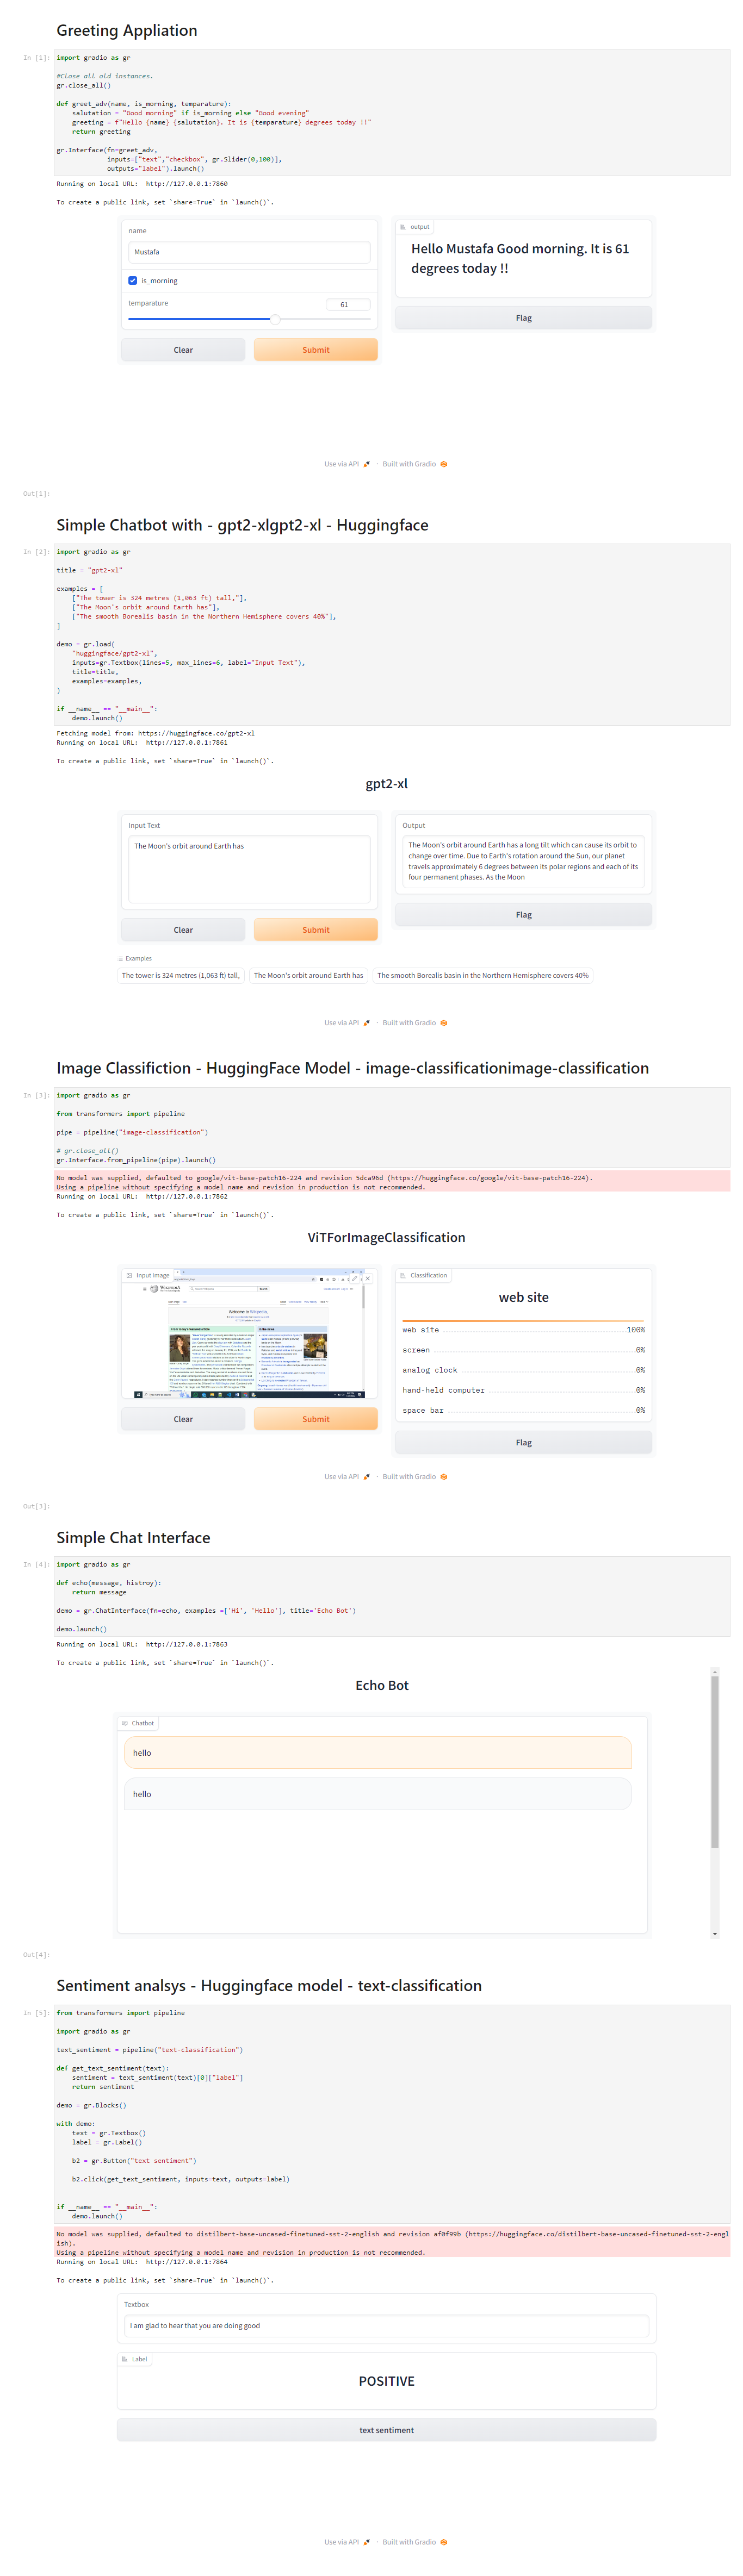 Greeting Appliation
In [1]:
import gradio as gr
#Close all old instances.
gr.close_all()
def greet_adv(name, is_morning, temparature):
    salutation = "Good morning" if is_morning else "Good evening"
    greeting = f"Hello {name} {salutation}. It is {temparature} degrees today !!"
    return greeting
gr.Interface(fn=greet_adv,
             inputs=["text","checkbox", gr.Slider(0,100)],
             outputs="label").launch()
Running on local URL:  http://127.0.0.1:7860
To create a public link, set `share=True` in `launch()`.
name
Mustafa
is_morning
temparature
61
Clear
Submit
output
Hello Mustafa Good morning. It is 61
degrees today !!
Flag
Use via API · Built with Gradio
Out[1]:
Simple Chatbot with - gpt2-xlgpt2-xl - Huggingface
In [2]:
import gradio as gr
title = "gpt2-xl"
examples = [
    ["The tower is 324 metres (1,063 ft) tall,"],
    ["The Moon's orbit around Earth has"],
    ["The smooth Borealis basin in the Northern Hemisphere covers 40%"],
]
demo = gr.load(
    "huggingface/gpt2-xl",
    inputs=gr.Textbox(lines=5, max_lines=6, label="Input Text"),
    title=title,
    examples=examples,
)
if __name__ == "__main__":
    demo.launch()
Fetching model from: https://huggingface.co/gpt2-xl
Running on local URL:  http://127.0.0.1:7861
To create a public link, set `share=True` in `launch()`.
gpt2-xl
Input Text
The Moon's orbit around Earth has
Clear
Submit
Output
The Moon's orbit around Earth has a long tilt which can cause its orbit to
change over time. Due to Earth's rotation around the Sun, our planet
travels approximately 6 degrees between its polar regions and each of its
four permanent phases. As the Moon
Flag
Examples
The tower is 324 metres (1,063 ft) tall,
The Moon's orbit around Earth has
The smooth Borealis basin in the Northern Hemisphere covers 40%
Use via API · Built with Gradio
Image Classifiction - HuggingFace Model - image-classificationimage-classification
In [3]:
import gradio as gr
from transformers import pipeline
pipe = pipeline("image-classification")
# gr.close_all()
gr.Interface.from_pipeline(pipe).launch()
No model was supplied, defaulted to google/vit-base-patch16-224 and revision 5dca96d (https://huggingface.co/google/vit-base-patch16-224).
Using a pipeline without specifying a model name and revision in production is not recommended.
Running on local URL:  http://127.0.0.1:7862
To create a public link, set `share=True` in `launch()`.
ViTForImageClassification
Input Image
Welcome to Wikipedia
Clear
Submit
Classification
web site
web site 100%
screen 0%
analog clock 0%
hand-held computer 0%
space bar 0%
Flag
Use via API · Built with Gradio
Out[3]:
Simple Chat Interface
In [4]:
import gradio as gr
def echo(message, histroy):
    return message
demo = gr.ChatInterface(fn=echo, examples =['Hi', 'Hello'], title='Echo Bot')
demo.launch()
Running on local URL:  http://127.0.0.1:7863
To create a public link, set `share=True` in `launch()`.
Echo Bot
Chatbot
hello
hello
Out[4]:
Sentiment analsys - Huggingface model - text-classification
In [5]:
from transformers import pipeline
import gradio as gr
text_sentiment = pipeline("text-classification")
def get_text_sentiment(text):
    sentiment = text_sentiment(text)[0]["label"]
    return sentiment
demo = gr.Blocks()
with demo:
    text = gr.Textbox()
    label = gr.Label()
    b2 = gr.Button("text sentiment")
    b2.click(get_text_sentiment, inputs=text, outputs=label)
if __name__ == "__main__":
    demo.launch()
No model was supplied, defaulted to distilbert-base-uncased-finetuned-sst-2-english and revision af0f99b (https://huggingface.co/distilbert-base-uncased-finetuned-sst-2-engl
ish).
Using a pipeline without specifying a model name and revision in production is not recommended.
Running on local URL:  http://127.0.0.1:7864
To create a public link, set `share=True` in `launch()`.
Textbox
I am glad to hear that you are doing good
Label
POSITIVE
text sentiment
Use via API · Built with Gradio